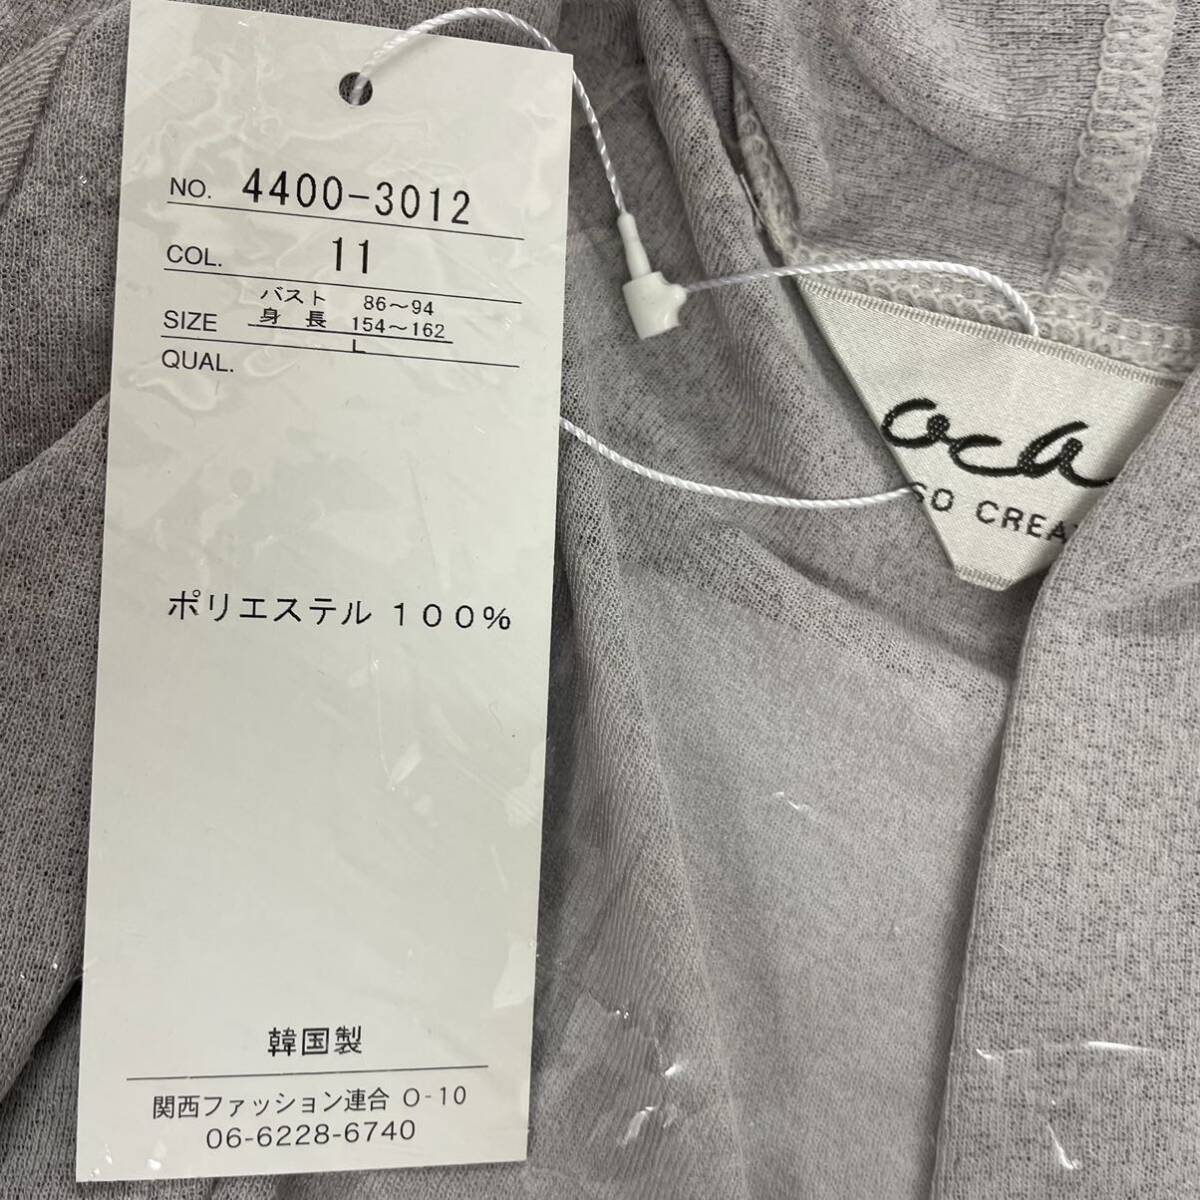 NO. 4400-3012
COL. 11
バスト 86～94
SIZE 身長 154～162
L
QUAL.
ポリエステル 100%
韓国製
関西ファッション連合 O-10
06-6228-6740
oca
SO CREA